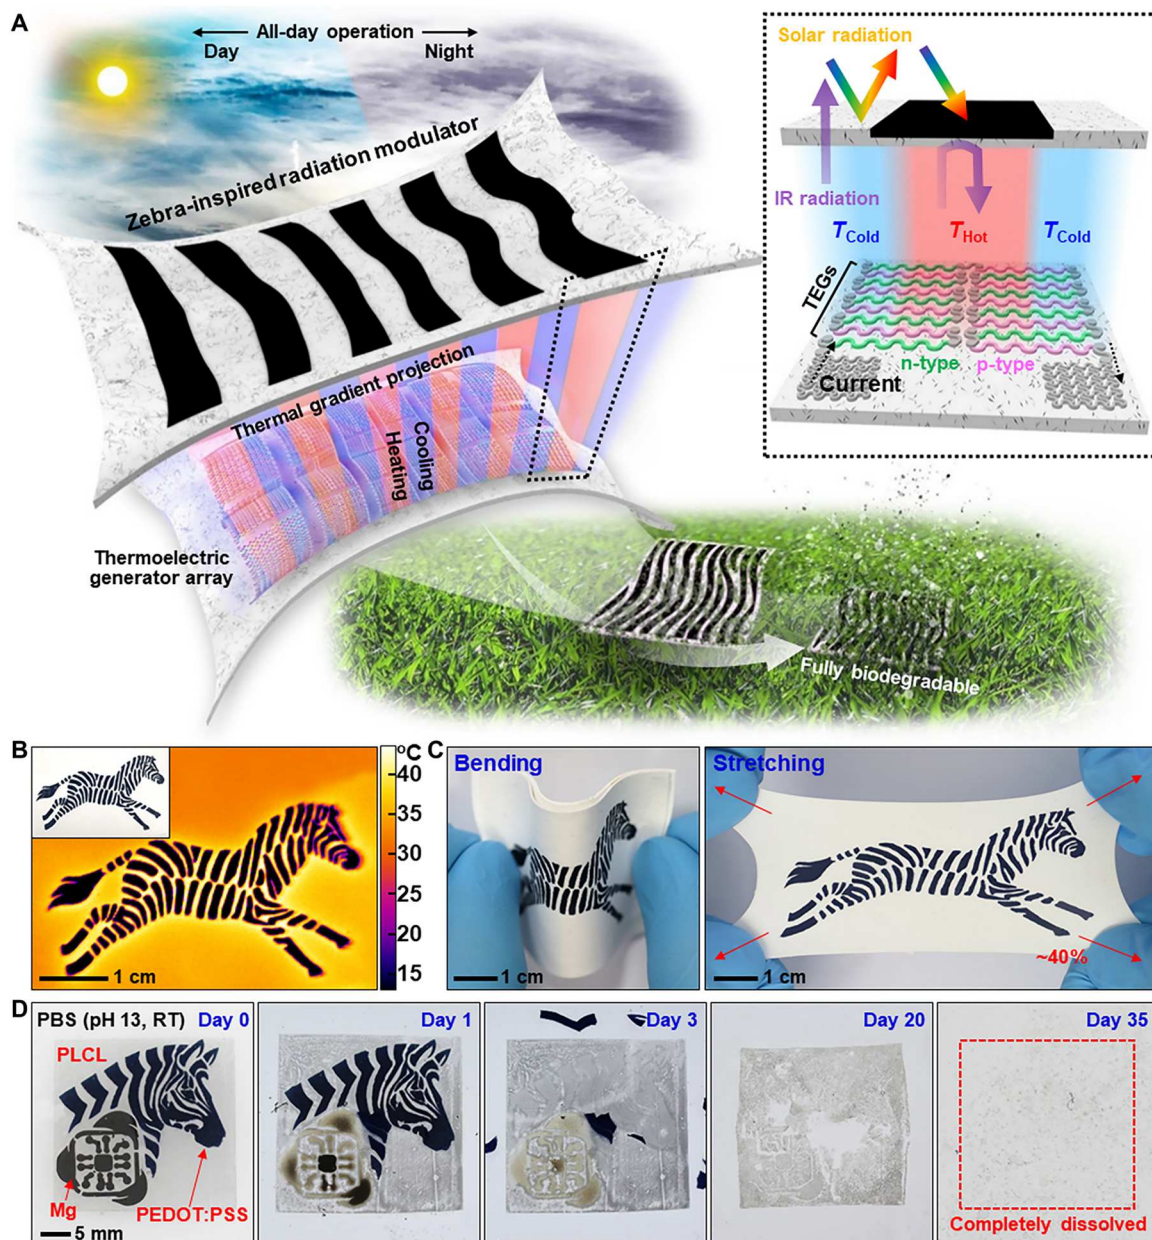 A
All-day operation
Day
Night
Zebra-inspired radiation modulator
Thermal gradient projection
Cooling
Heating
Thermoelectric
generator array
Fully biodegradable
Solar radiation
IR radiation
TCold
THot
TCold
TEGs
n-type
p-type
Current
B
°C
40
35
30
25
20
15
1 cm
C
Bending
1 cm
Stretching
~40%
1 cm
D
PBS (pH 13, RT)
Day 0
PLCL
Mg
PEDOT:PSS
5 mm
Day 1
Day 3
Day 20
Day 35
Completely dissolved